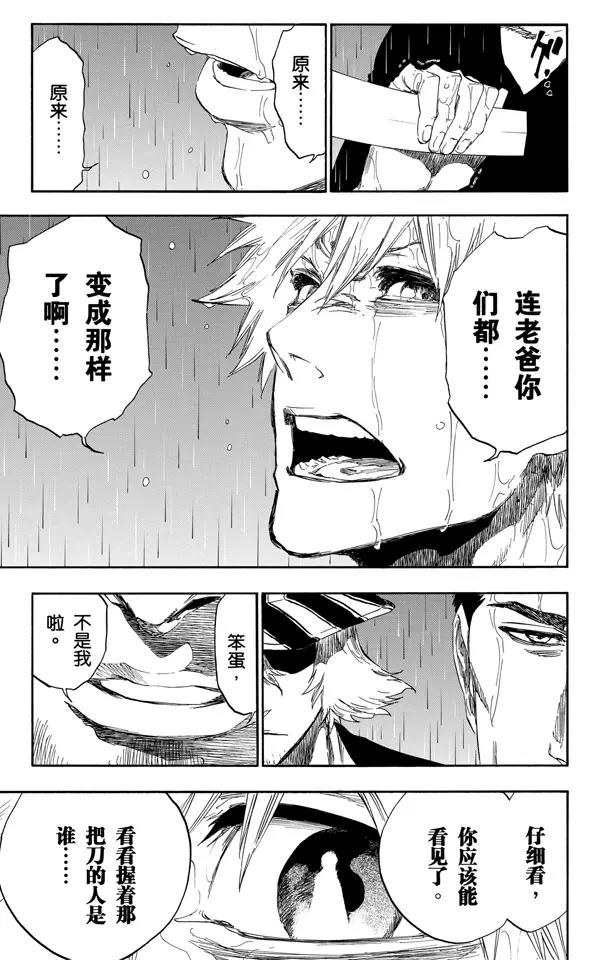 グッ
原来……
原来……
连老爸你
们都……
变成那样
了啊……
笨蛋，
不是我
啦。
仔细看，
你应该能
看见了。
看看握着那
把刀的人是
谁……